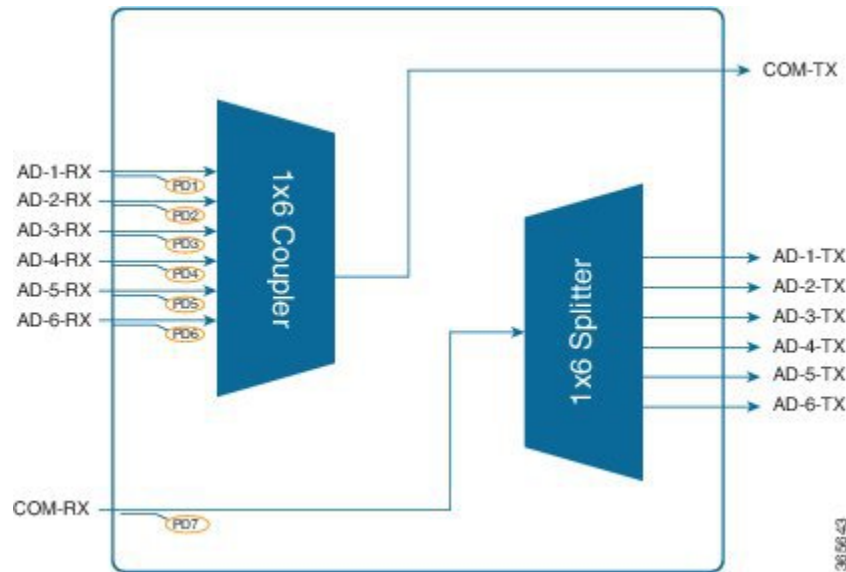 COM-TX
AD-1-RX
PD1
AD-2-RX
PD2
AD-3-RX
PD3
AD-4-RX
PD4
AD-5-RX
PD5
AD-6-RX
PD6
1x6 Coupler
1x6 Splitter
AD-1-TX
AD-2-TX
AD-3-TX
AD-4-TX
AD-5-TX
AD-6-TX
COM-RX
PD7
365643